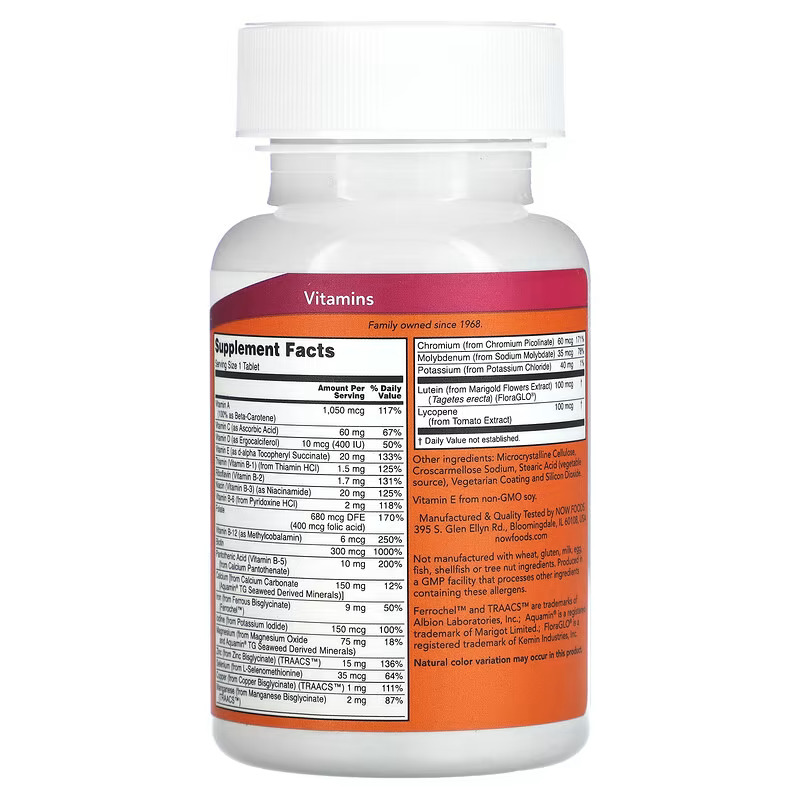 Vitamins
Family owned since 1968.
Supplement Facts
Serving Size 1 Tablet
Amount Per Serving % Daily Value
Vitamin A (100% as Beta-Carotene) 1,050 mcg 117%
Vitamin C (as Ascorbic Acid) 60 mg 67%
Vitamin D (as Ergocalciferol) 10 mcg (400 IU) 50%
Vitamin E (as d-alpha Tocopheryl Succinate) 20 mg 133%
Thiamin (Vitamin B-1) (from Thiamin HCl) 1.5 mg 125%
Riboflavin (Vitamin B-2) 1.7 mg 131%
Niacin (Vitamin B-3) (as Niacinamide) 20 mg 125%
Vitamin B-6 (from Pyridoxine HCl) 2 mg 118%
Folate 680 mcg DFE 170%
(400 mcg folic acid)
Vitamin B-12 (as Methylcobalamin) 6 mcg 250%
Biotin 300 mcg 1000%
Pantothenic Acid (Vitamin B-5) 10 mg 200%
(from Calcium Pantothenate)
Calcium [from Calcium Carbonate 150 mg 12%
(Aquamin® TG Seaweed Derived Minerals)]
Iron (from Ferrous Bisglycinate) 9 mg 50%
(Ferrochel™)
Iodine (from Potassium Iodide) 150 mcg 100%
Magnesium (from Magnesium Oxide 75 mg 18%
and Aquamin® TG Seaweed Derived Minerals)
Zinc (from Zinc Bisglycinate) (TRAACS™) 15 mg 136%
Selenium (from L-Selenomethionine) 35 mcg 64%
Copper (from Copper Bisglycinate) (TRAACS™) 1 mg 111%
Manganese (from Manganese Bisglycinate) 2 mg 87%
(TRAACS™)
Chromium (from Chromium Picolinate) 60 mcg 171%
Molybdenum (from Sodium Molybdate) 35 mcg 78%
Potassium (from Potassium Chloride) 40 mg 1%
Lutein (from Marigold Flowers Extract) 100 mcg †
(Tagetes erecta) (FloraGLO®)
Lycopene 100 mcg †
(from Tomato Extract)
† Daily Value not established.
Other ingredients: Microcrystalline Cellulose,
Croscarmellose Sodium, Stearic Acid (vegetable
source), Vegetarian Coating and Silicon Dioxide.
Vitamin E from non-GMO soy.
Manufactured & Quality Tested by NOW FOODS
395 S. Glen Ellyn Rd., Bloomingdale, IL 60108, USA
nowfoods.com
Not manufactured with wheat, gluten, milk, egg,
fish, shellfish or tree nut ingredients. Produced in
a GMP facility that processes other ingredients
containing these allergens.
Ferrochel™ and TRAACS™ are trademarks of
Albion Laboratories, Inc.; Aquamin® is a registered
trademark of Marigot Limited.; FloraGLO® is a
registered trademark of Kemin Industries, Inc.
Natural color variation may occur in this product.